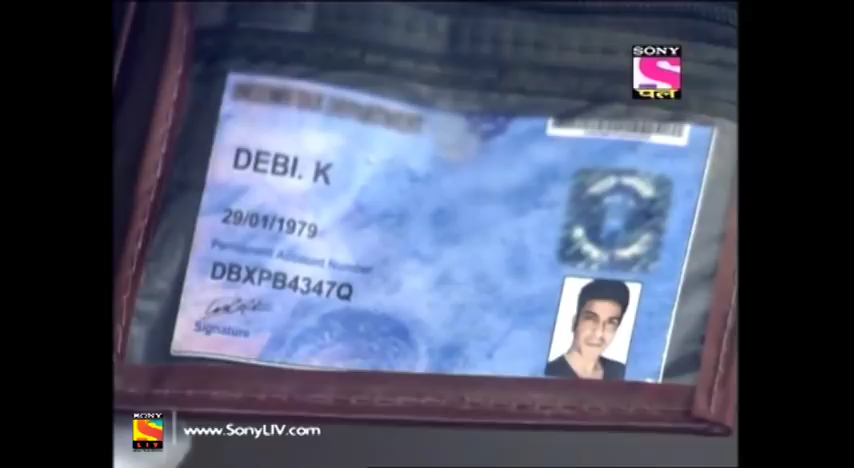 SONY
S
पल
DEBI. K
29/01/1979
Permanent Account Number
DBXPB4347Q
Signature
SONY
S
LIV
www.SonyLIV.com